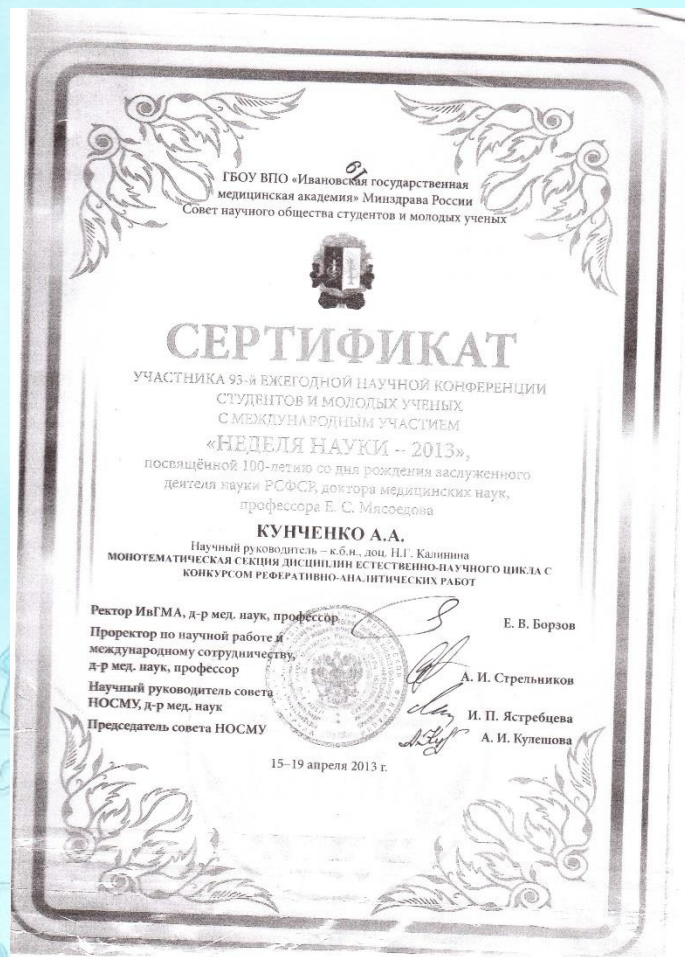 61
ГБОУ ВПО «Ивановская государственная
медицинская академия» Минздрава России
Совет научного общества студентов и молодых ученых
СЕРТИФИКАТ
УЧАСТНИКА 93-й ЕЖЕГОДНОЙ НАУЧНОЙ КОНФЕРЕНЦИИ
СТУДЕНТОВ И МОЛОДЫХ УЧЕНЫХ
С МЕЖДУНАРОДНЫМ УЧАСТИЕМ
«НЕДЕЛЯ НАУКИ – 2013»,
посвящённой 100-летию со дня рождения заслуженного
деятеля науки РСФСР, доктора медицинских наук,
профессора Е. С. Мясоедова
КУНЧЕНКО А.А.
Научный руководитель – к.б.н., доц. Н.Г. Калинина
МОНОТЕМАТИЧЕСКАЯ СЕКЦИЯ ДИСЦИПЛИН ЕСТЕСТВЕННО-НАУЧНОГО ЦИКЛА С
КОНКУРСОМ РЕФЕРАТИВНО-АНАЛИТИЧЕСКИХ РАБОТ
Ректор ИвГМА, д-р мед. наук, профессор Е. В. Борзов
Проректор по научной работе и
международному сотрудничеству,
д-р мед. наук, профессор А. И. Стрельников
Научный руководитель совета
НОСМУ, д-р мед. наук И. П. Ястребцева
Председатель совета НОСМУ А. И. Кулешова
15–19 апреля 2013 г.